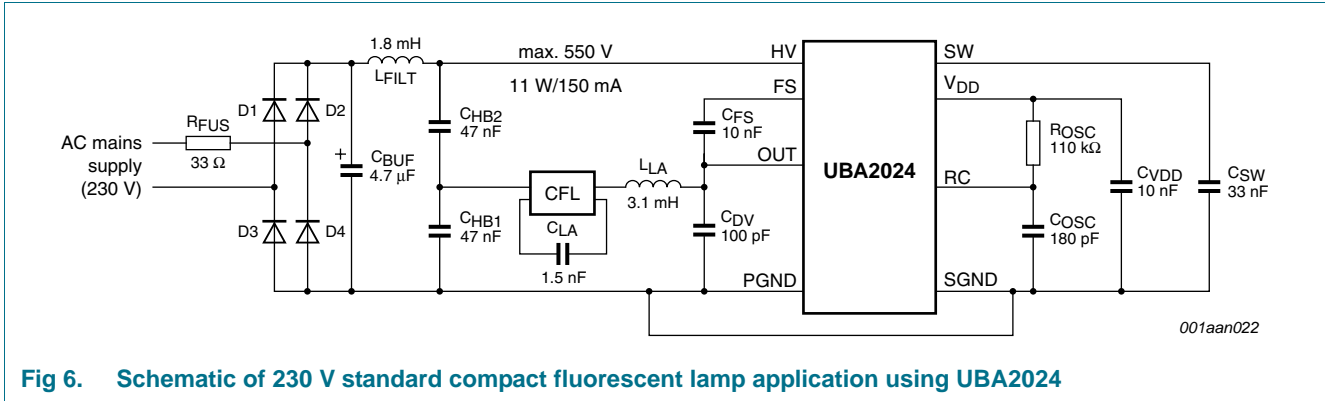 1.8 mH
LFILT
max. 550 V
11 W/150 mA
HV
SW
FS
VDD
D1
D2
CHB2
47 nF
CFS
10 nF
ROSC
110 kΩ
RFUS
33 Ω
AC mains
supply
(230 V)
+
CBUF
4.7 μF
OUT
UBA2024
RC
CVDD
10 nF
CSW
33 nF
CFL
LLA
3.1 mH
D3
D4
CHB1
47 nF
CLA
1.5 nF
CDV
100 pF
COSC
180 pF
PGND
SGND
001aan022
Fig 6. Schematic of 230 V standard compact fluorescent lamp application using UBA2024